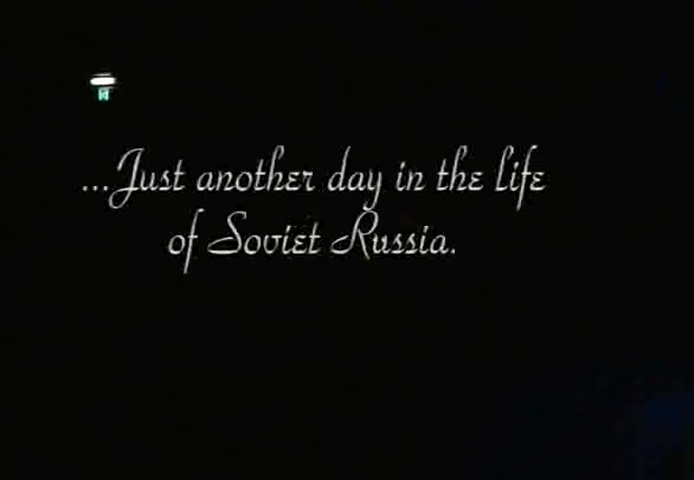 ...Just another day in the life
of Soviet Russia.